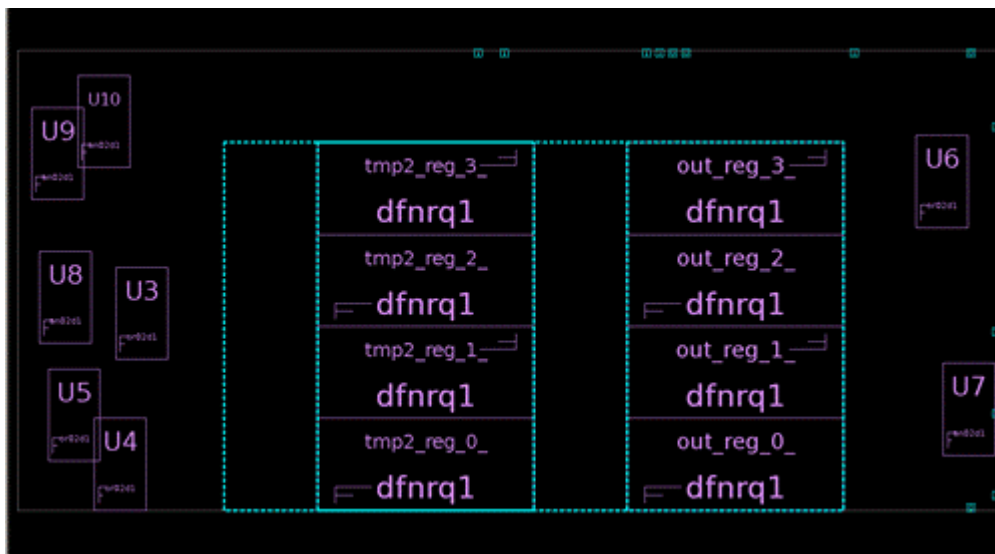 U10
U9
tmp2_reg_3_
dfnrq1
out_reg_3_
dfnrq1
U6
U8
U3
tmp2_reg_2_
dfnrq1
out_reg_2_
dfnrq1
tmp2_reg_1_
dfnrq1
out_reg_1_
dfnrq1
U5
U4
U7
tmp2_reg_0_
dfnrq1
out_reg_0_
dfnrq1